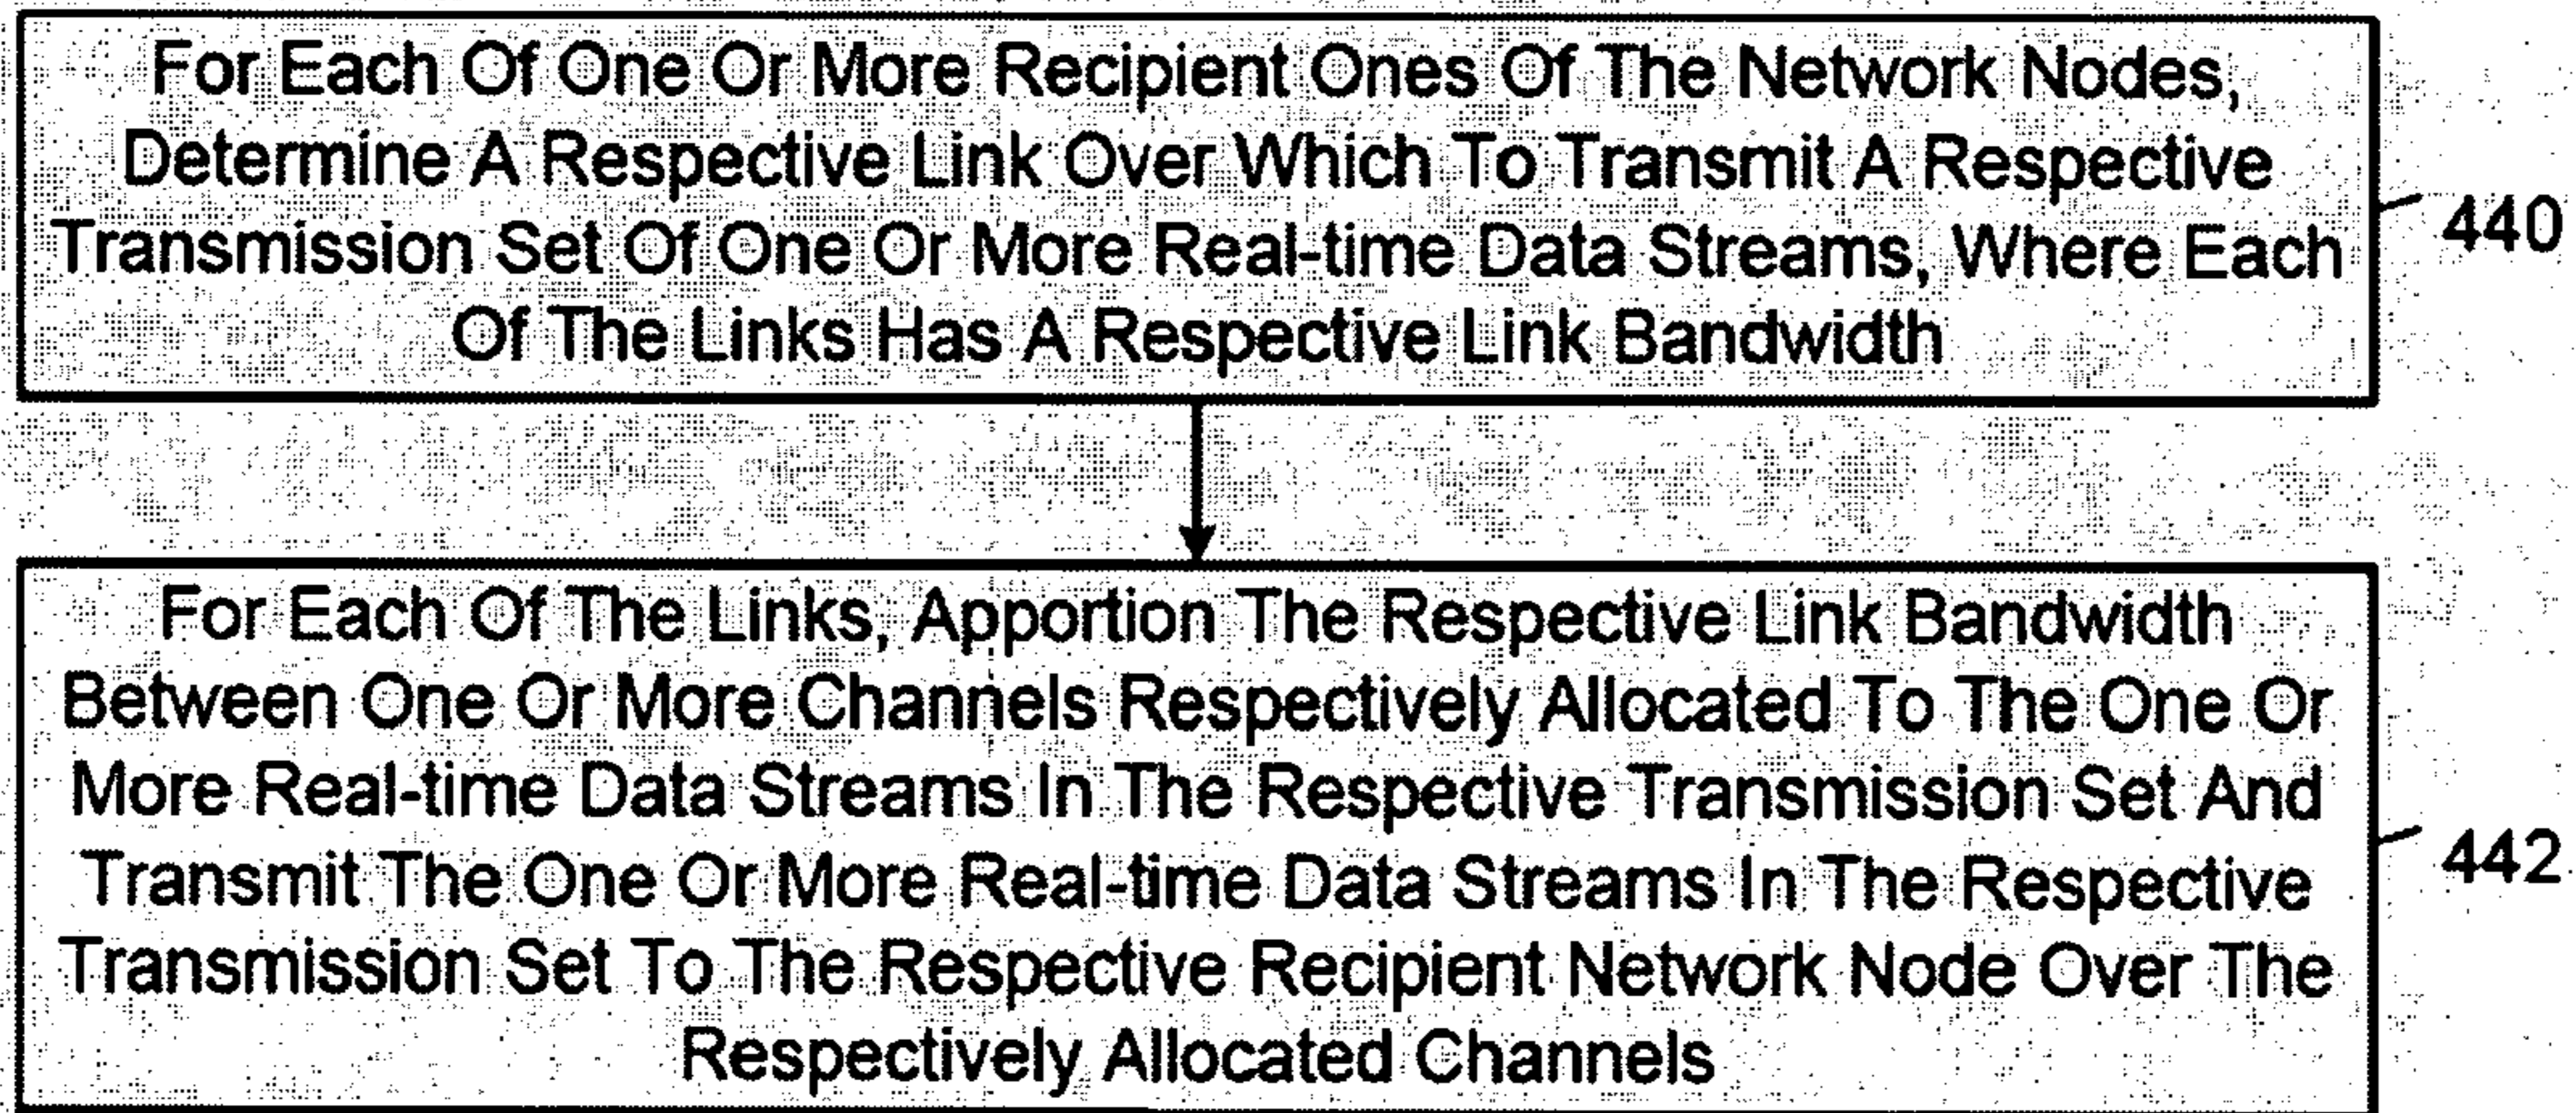 For Each Of One Or More Recipient Ones Of The Network Nodes,
Determine A Respective Link Over Which To Transmit A Respective
Transmission Set Of One Or More Real-time Data Streams, Where Each
Of The Links Has A Respective Link Bandwidth
440
For Each Of The Links, Apportion The Respective Link Bandwidth
Between One Or More Channels Respectively Allocated To The One Or
More Real-time Data Streams In The Respective Transmission Set And
Transmit The One Or More Real-time Data Streams In The Respective
Transmission Set To The Respective Recipient Network Node Over The
Respectively Allocated Channels
442